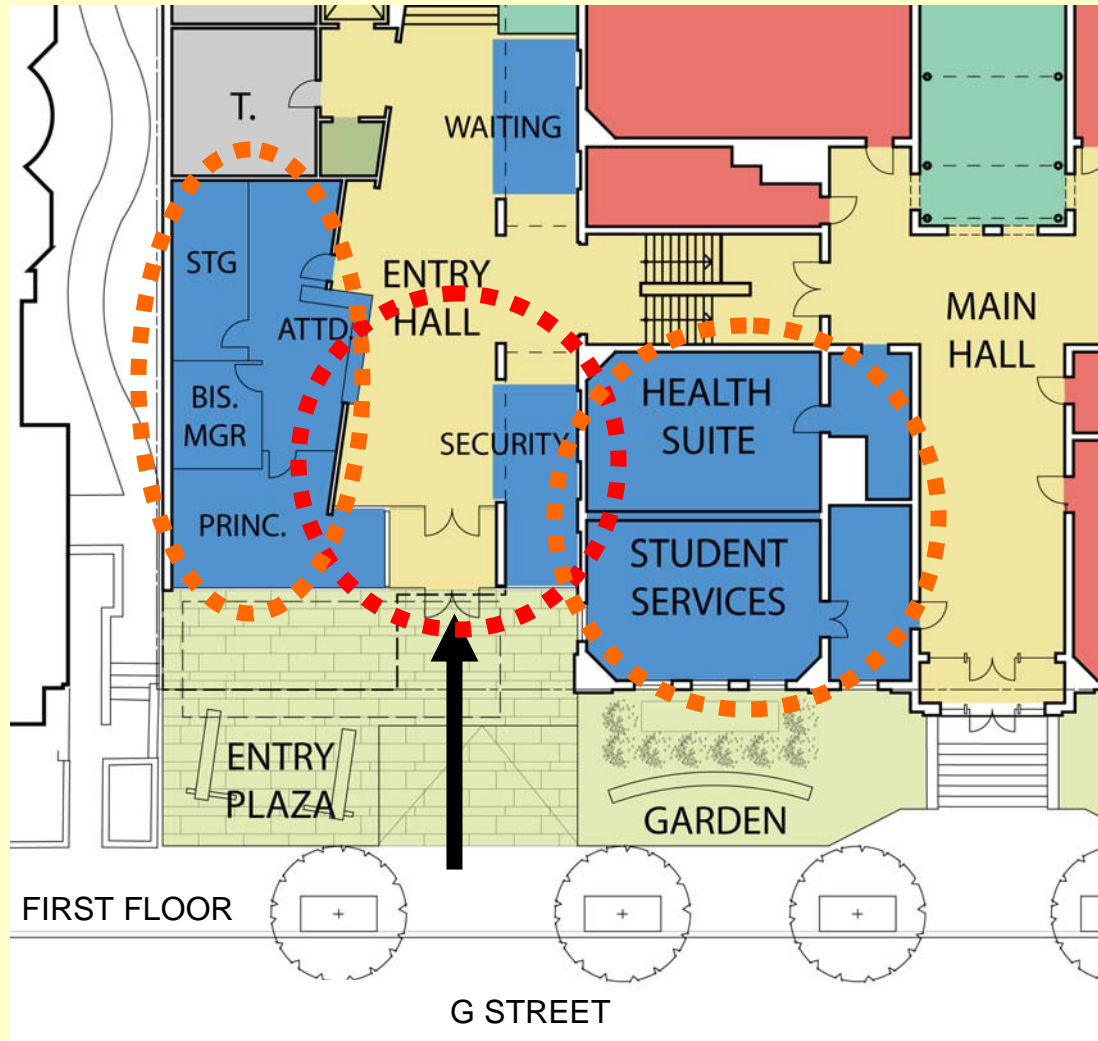 T.
WAITING
STG
ENTRY
HALL
ATTD.
MAIN
HALL
BIS.
MGR
SECURITY
HEALTH
SUITE
PRINC.
STUDENT
SERVICES
ENTRY
PLAZA
GARDEN
FIRST FLOOR
G STREET